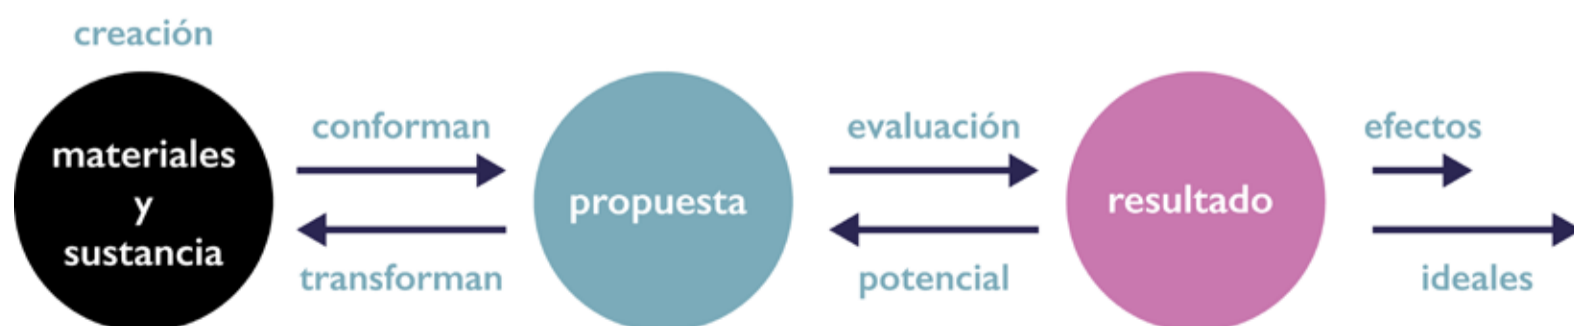 creación
materiales
y
sustancia
conforman
transforman
propuesta
evaluación
potencial
resultado
efectos
ideales